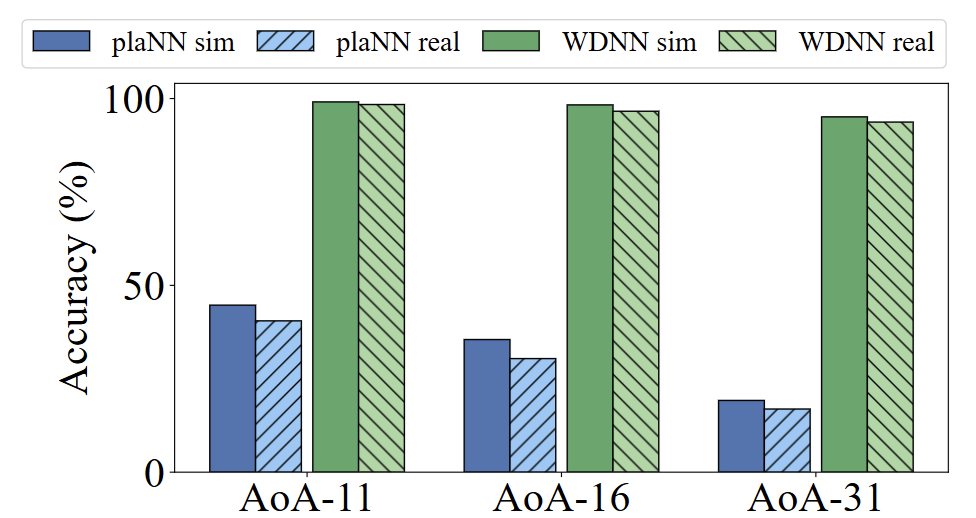 plaNN sim plaNN real WDNN sim WDNN real
Accuracy (%)
100
50
0
AoA-11 AoA-16 AoA-31